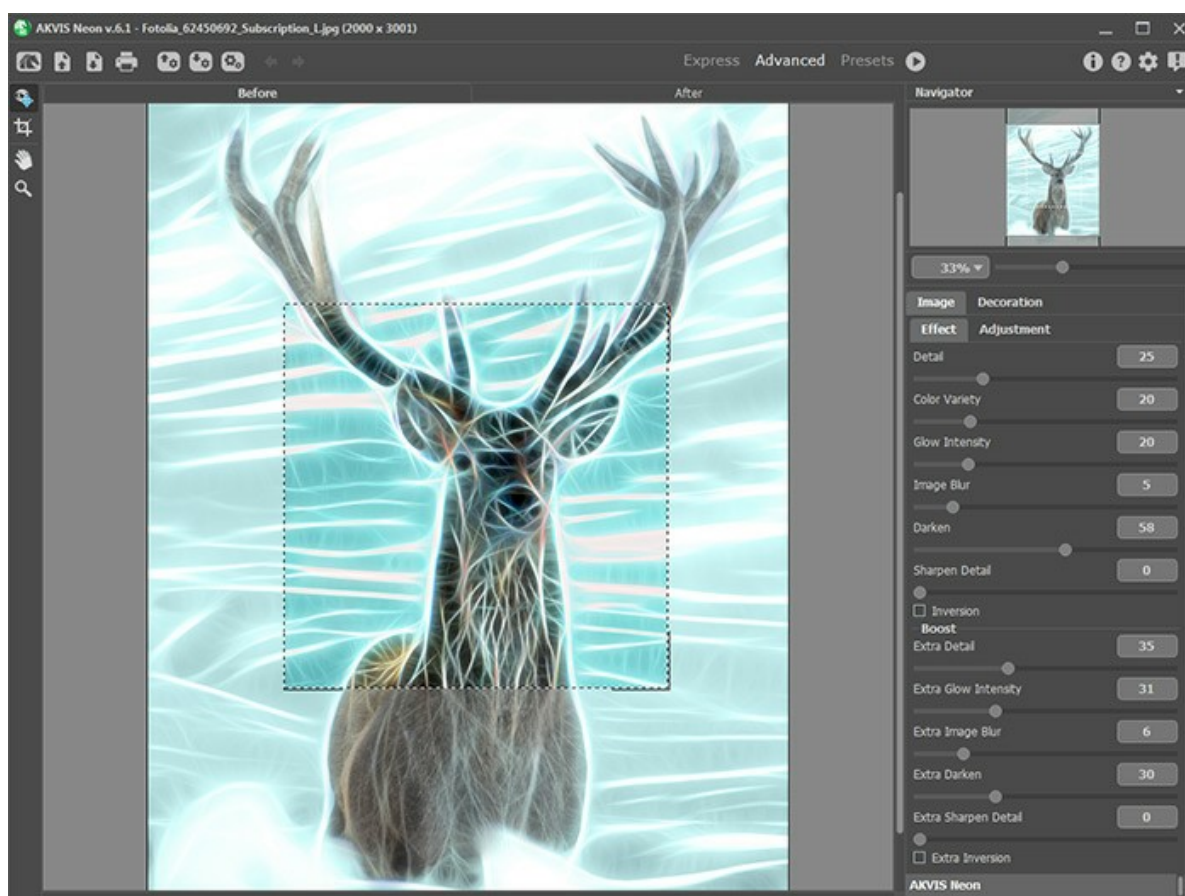 AKVIS Neon v.6.1 - Fotolia_62450692_Subscription_L.jpg (2000 x 3001)
Express Advanced Presets
Before After
Navigator
33%
Image Decoration
Effect Adjustment
Detail 25
Color Variety 20
Glow Intensity 20
Image Blur 5
Darken 58
Sharpen Detail 0
Inversion
Boost
Extra Detail 35
Extra Glow Intensity 31
Extra Image Blur 6
Extra Darken 30
Extra Sharpen Detail 0
Extra Inversion
AKVIS Neon